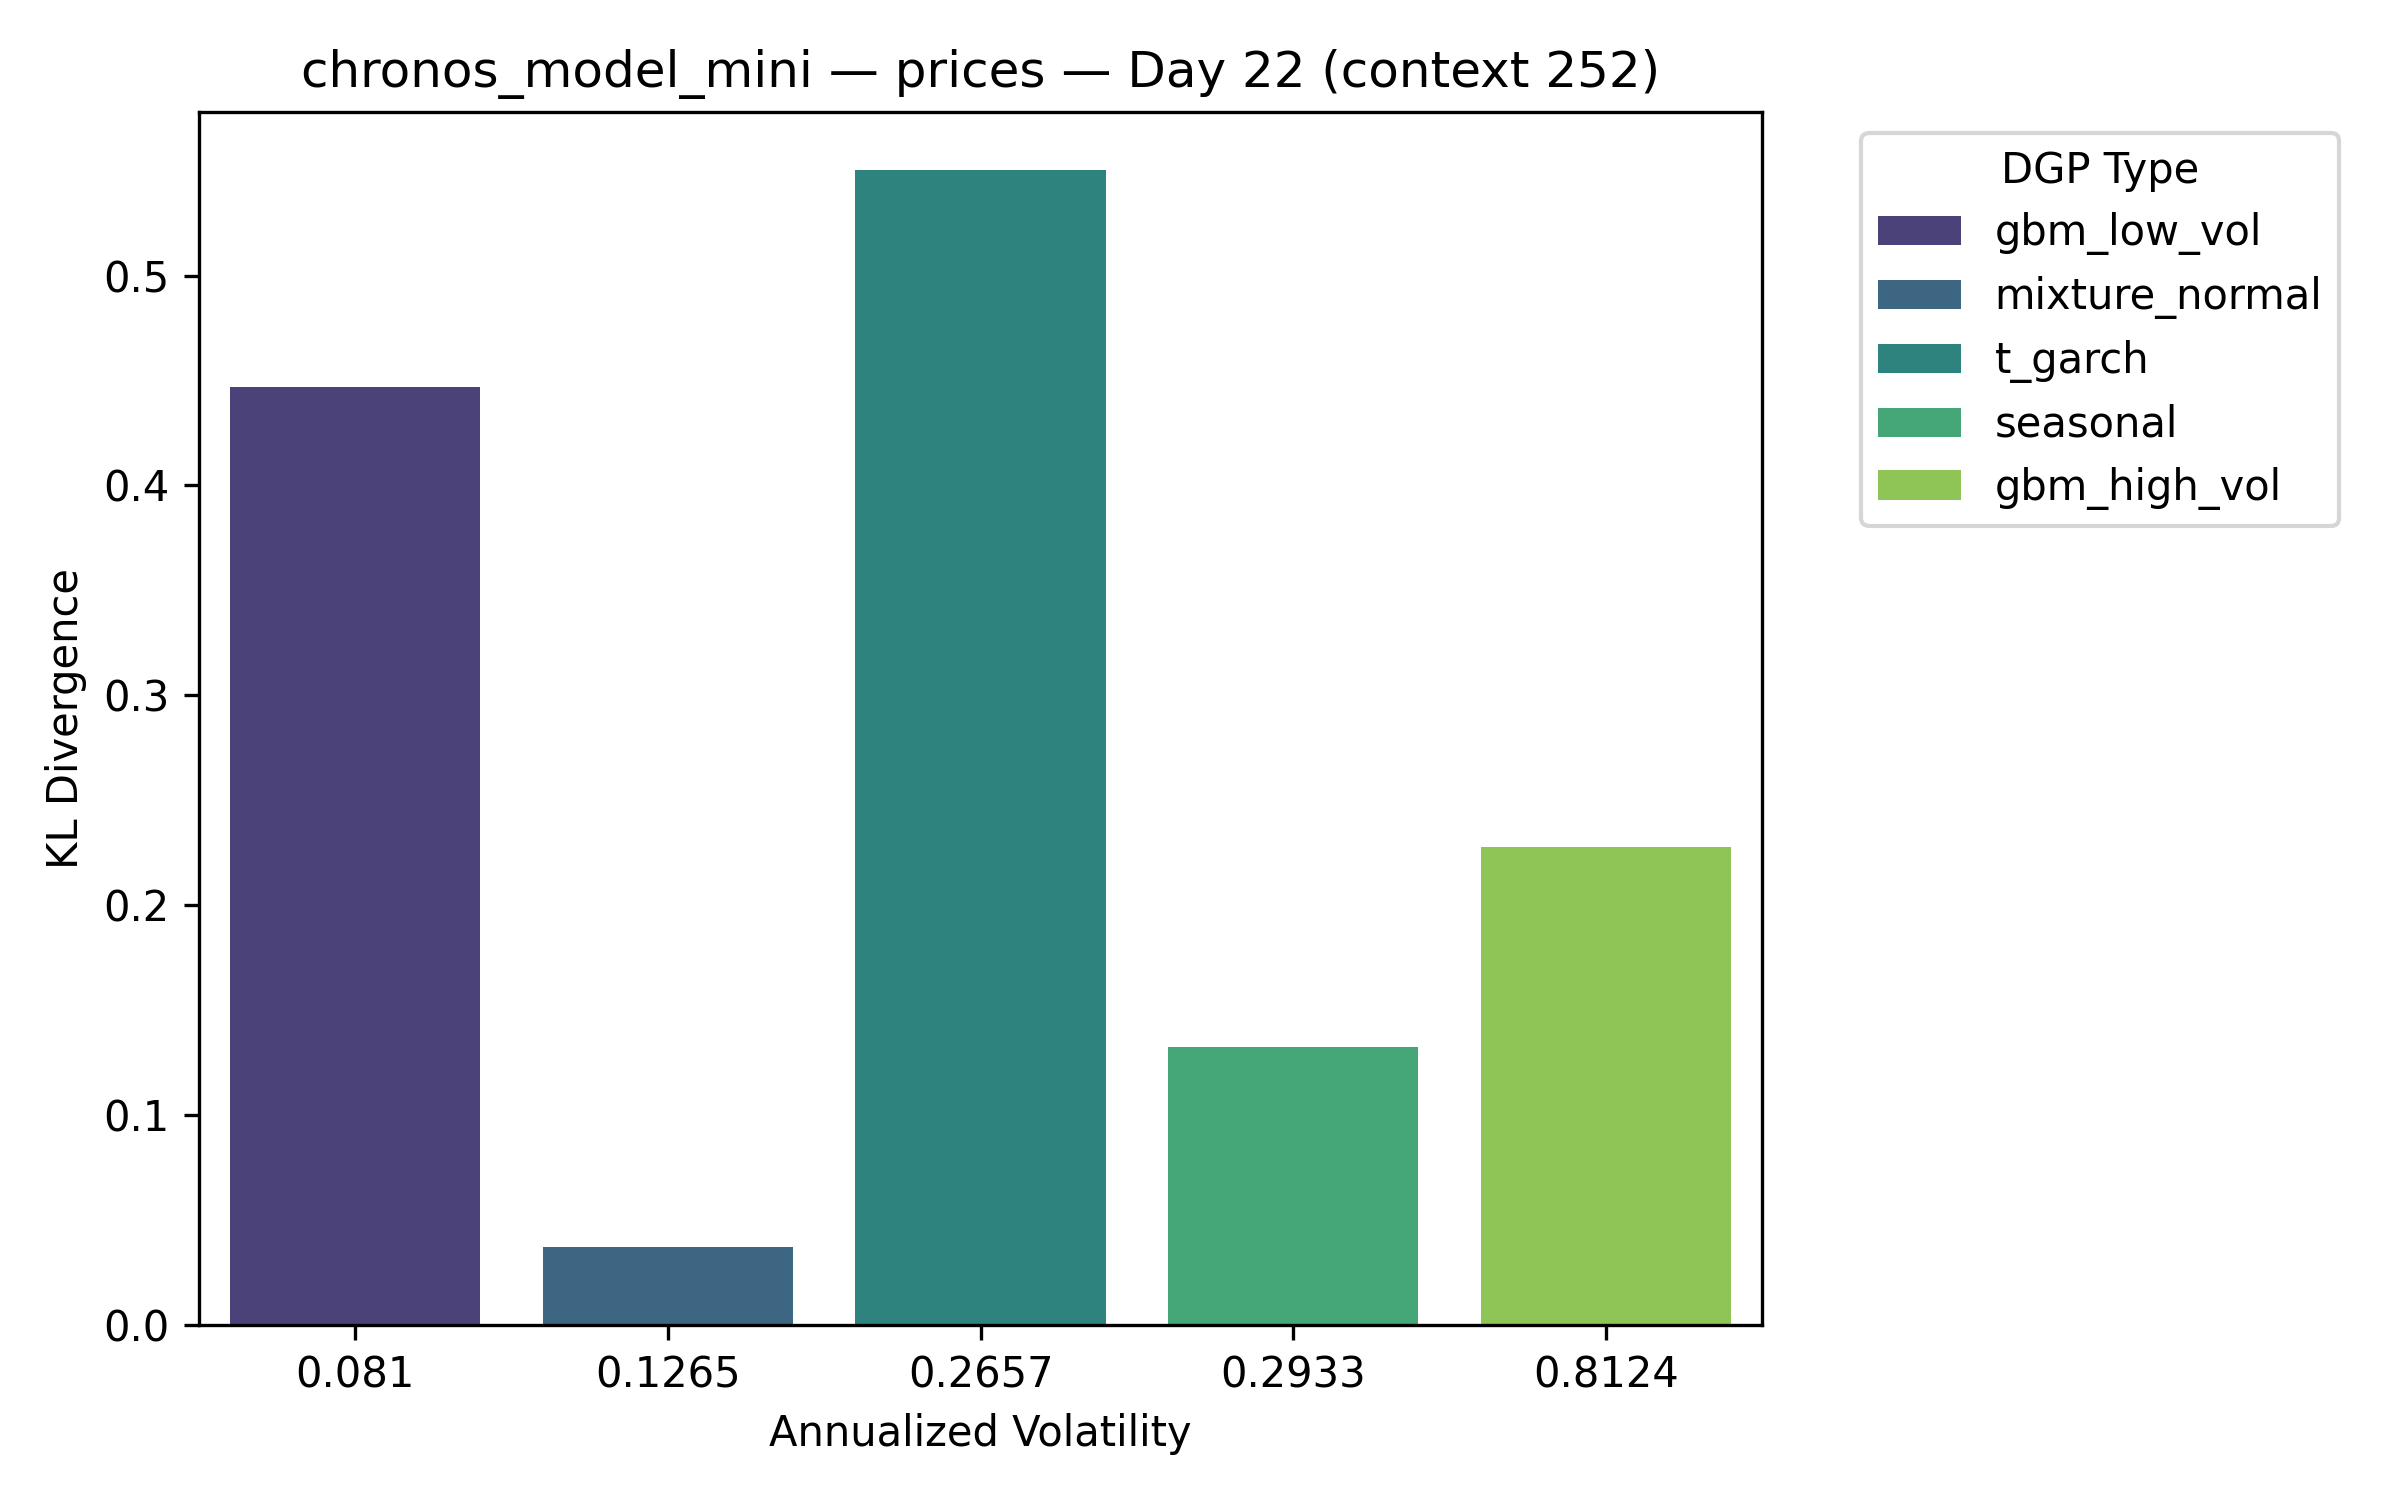 chronos_model_mini — prices — Day 22 (context 252)
KL Divergence
0.5
0.4
0.3
0.2
0.1
0.0
0.081 0.1265 0.2657 0.2933 0.8124
Annualized Volatility
DGP Type
gbm_low_vol
mixture_normal
t_garch
seasonal
gbm_high_vol